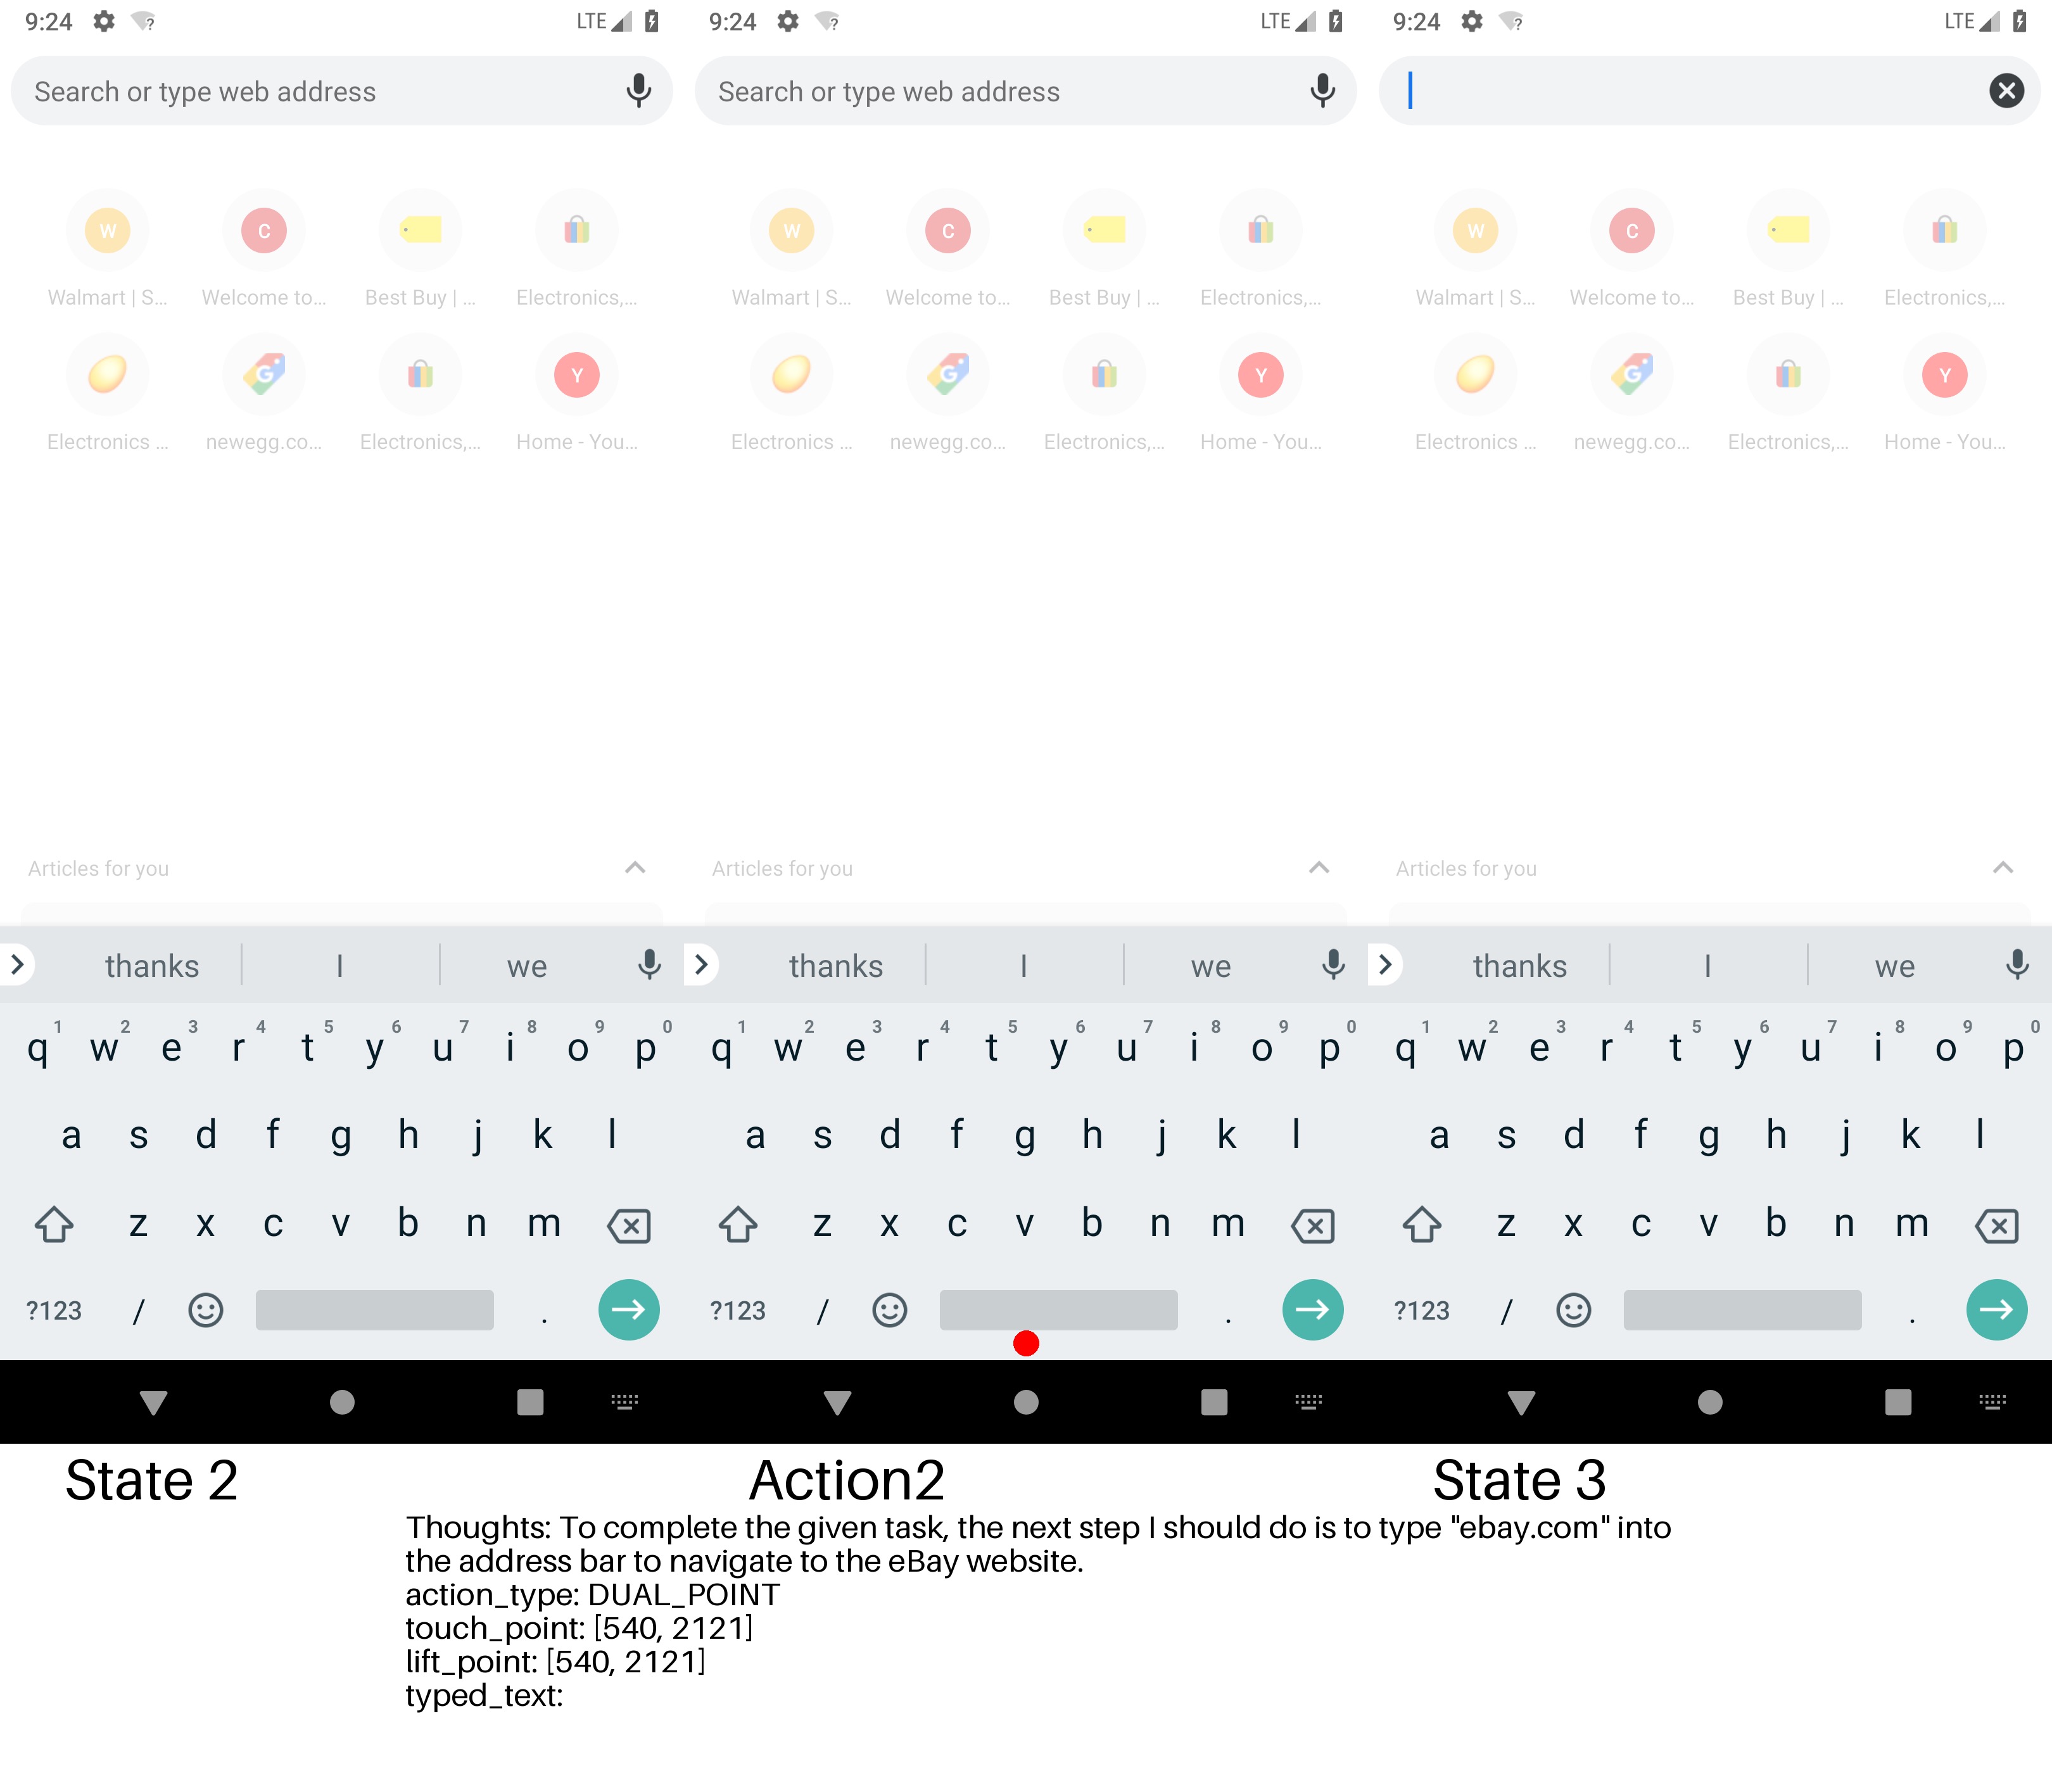 9:24 LTE 9:24 LTE 9:24 LTE
Search or type web address Search or type web address
W C W C W C
Walmart | S... Welcome to... Best Buy | ... Electronics,... Walmart | S... Welcome to... Best Buy | ... Electronics,... Walmart | S... Welcome to... Best Buy | ... Electronics,...
G Y G Y G Y
Electronics ... newegg.co... Electronics,... Home - You... Electronics ... newegg.co... Electronics,... Home - You... Electronics ... newegg.co... Electronics,... Home - You...
Articles for you Articles for you Articles for you
thanks I we thanks I we thanks I we
1 2 3 4 5 6 7 8 9 0 1 2 3 4 5 6 7 8 9 0 1 2 3 4 5 6 7 8 9 0
q w e r t y u i o p q w e r t y u i o p q w e r t y u i o p
a s d f g h j k l a s d f g h j k l a s d f g h j k l
z x c v b n m z x c v b n m z x c v b n m
?123 / . ?123 / . ?123 / .
State 2 Action2 State 3
Thoughts: To complete the given task, the next step I should do is to type "ebay.com" into
the address bar to navigate to the eBay website.
action_type: DUAL_POINT
touch_point: [540, 2121]
lift_point: [540, 2121]
typed_text: